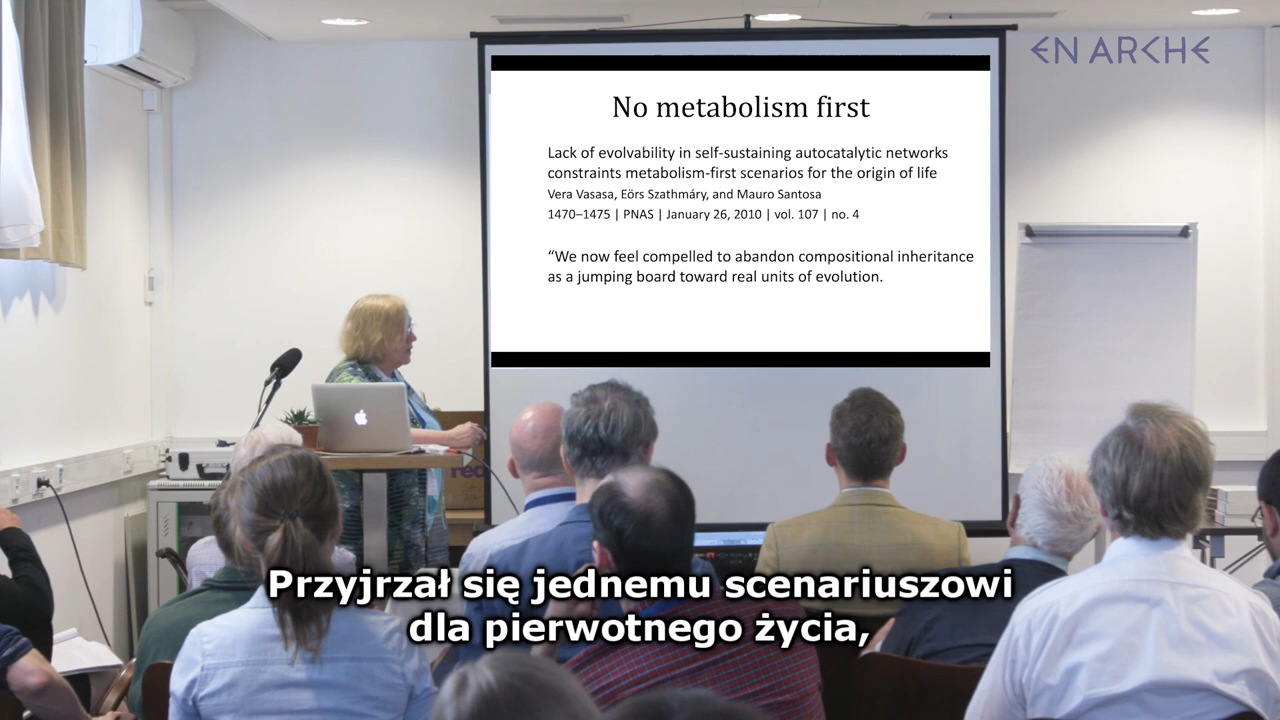 EN ARCHE
No metabolism first
Lack of evolvability in self-sustaining autocatalytic networks
constraints metabolism-first scenarios for the origin of life
Vera Vasasa, Eörs Szathmáry, and Mauro Santosa
1470–1475 | PNAS | January 26, 2010 | vol. 107 | no. 4
“We now feel compelled to abandon compositional inheritance
as a jumping board toward real units of evolution.
Przyjrzał się jednemu scenariuszowi
dla pierwotnego życia,